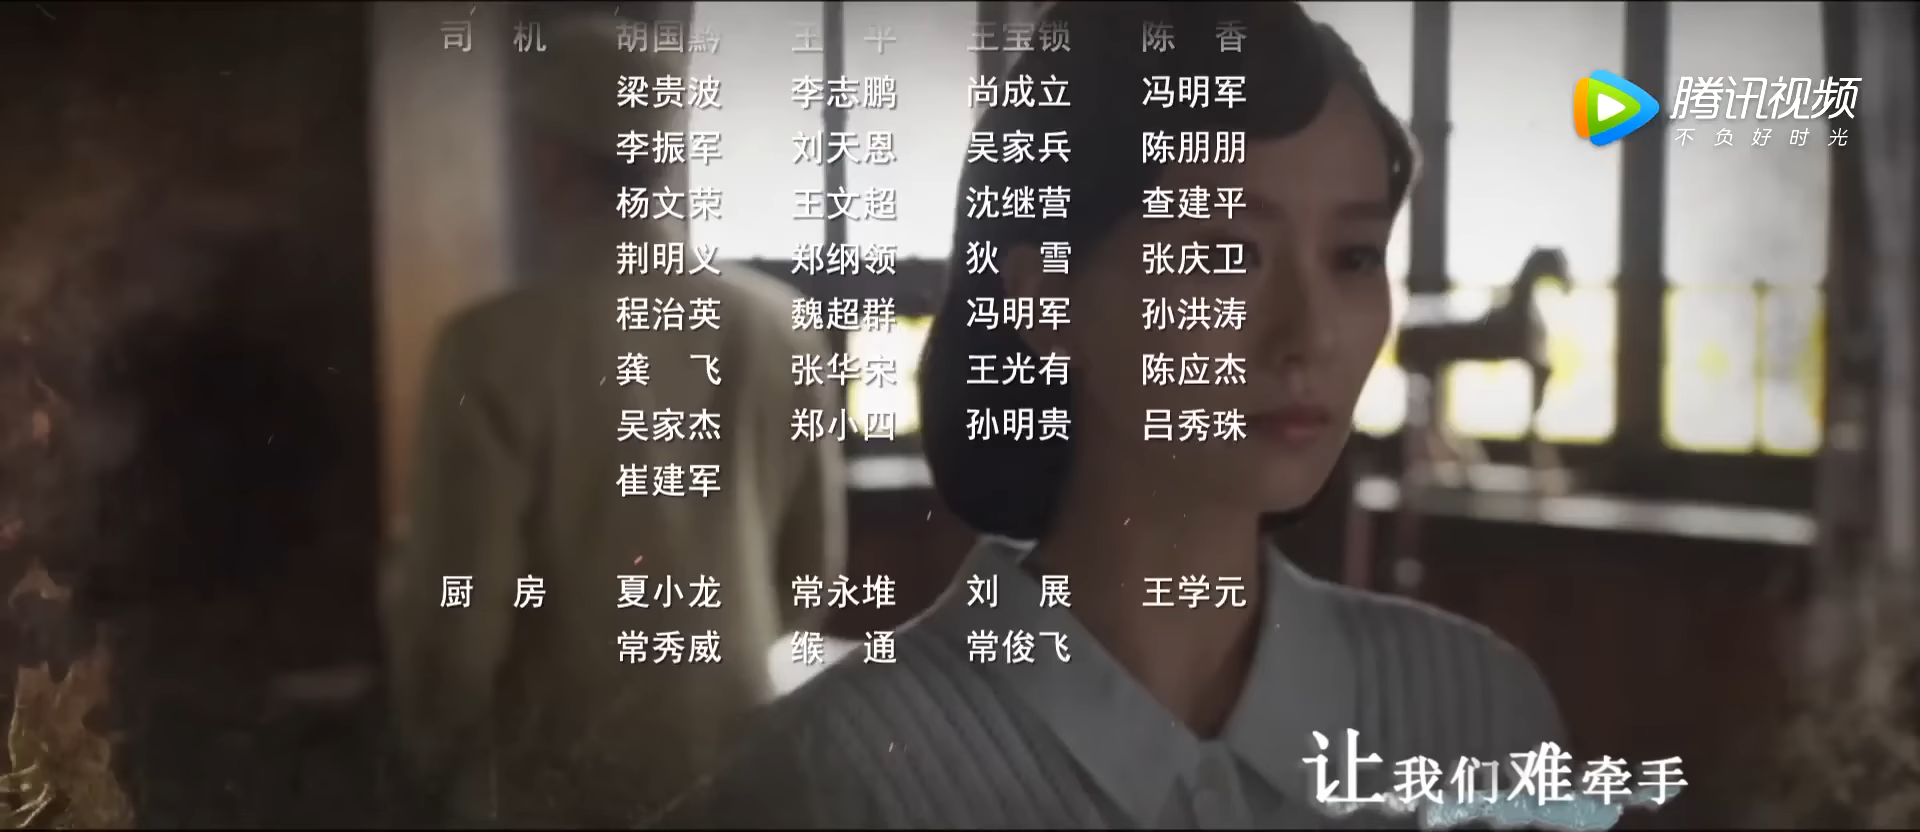 司 机 胡国黔 王 平 王宝锁 陈 香
梁贵波 李志鹏 尚成立 冯明军
李振军 刘天恩 吴家兵 陈朋朋
杨文荣 王文超 沈继营 查建平
荆明义 郑纲领 狄 雪 张庆卫
程治英 魏超群 冯明军 孙洪涛
龚 飞 张华宋 王光有 陈应杰
吴家杰 郑小四 孙明贵 吕秀珠
崔建军
厨 房 夏小龙 常永堆 刘 展 王学元
常秀威 缑 通 常俊飞
腾讯视频
不负好时光
让我们难牵手